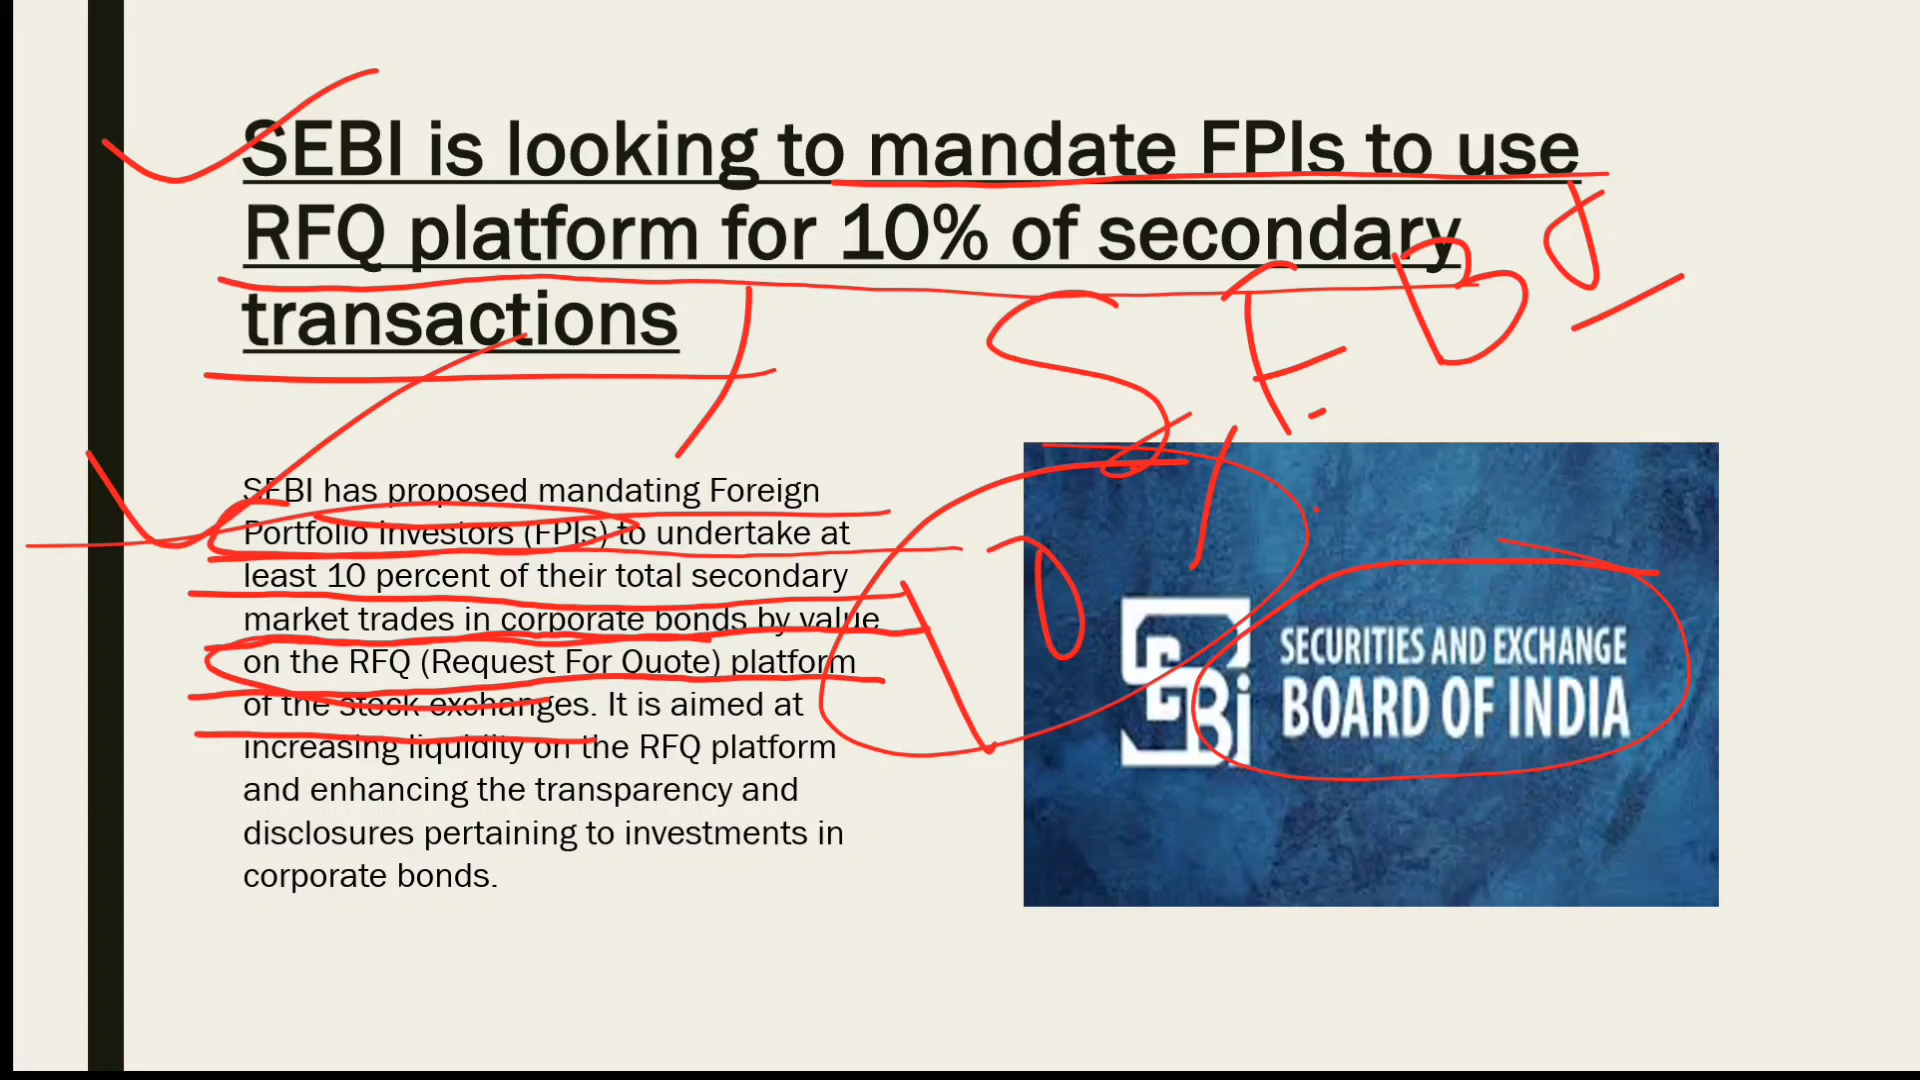 SEBI is looking to mandate FPIs to use
RFQ platform for 10% of secondary
transactions
SEBI has proposed mandating Foreign
Portfolio Investors (FPIs) to undertake at
least 10 percent of their total secondary
market trades in corporate bonds by value
on the RFQ (Request For Quote) platform
of the stock exchanges. It is aimed at
increasing liquidity on the RFQ platform
and enhancing the transparency and
disclosures pertaining to investments in
corporate bonds.
SEBI
SECURITIES AND EXCHANGE
BOARD OF INDIA